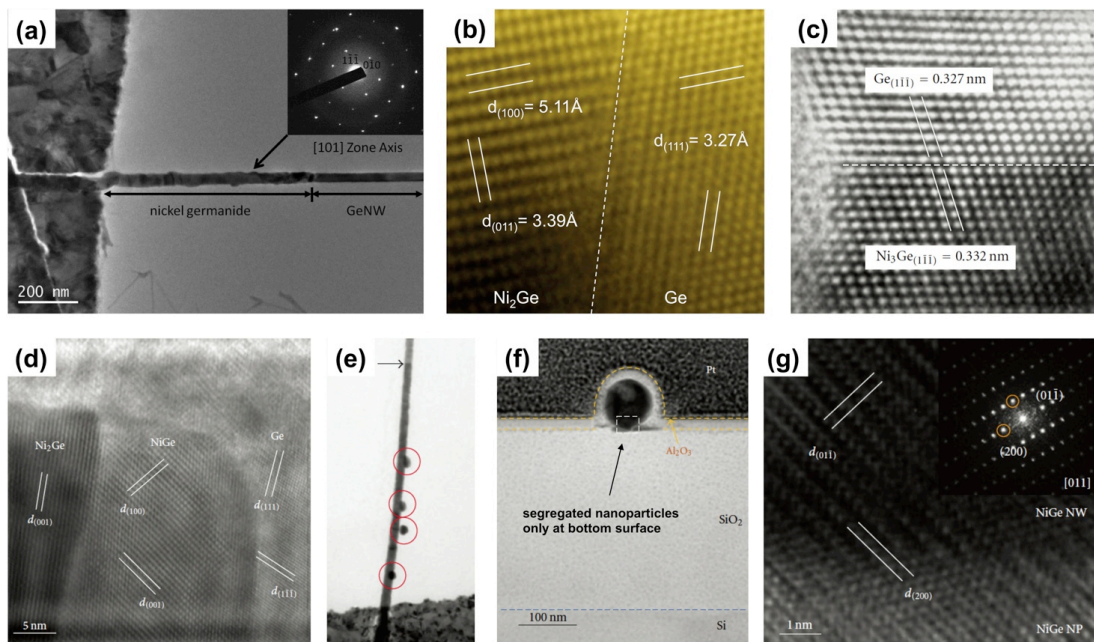 (a)
11̄1̄
01̄0
[101] Zone Axis
nickel germanide
GeNW
200 nm
(b)
d(100) = 5.11Å
d(111) = 3.27Å
d(011) = 3.39Å
Ni₂Ge
Ge
(c)
Ge(11̄1̄) = 0.327 nm
Ni₃Ge(11̄1̄) = 0.332 nm
(d)
Ni₂Ge
NiGe
Ge
d(001)
d(100)
d(111)
d(001)
d(11̄1̄)
5 nm
(e)
(f)
Pt
Al₂O₃
segregated nanoparticles
only at bottom surface
SiO₂
100 nm
Si
(g)
(011̄)
d(011̄)
(200)
[011]
NiGe NW
d(200)
1 nm
NiGe NP